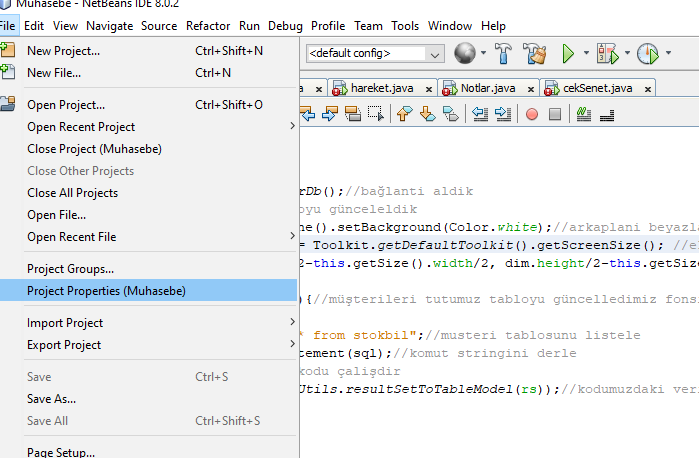 Muhasebe - NetBeans IDE 8.0.2
File Edit View Navigate Source Refactor Run Debug Profile Team Tools Window Help
New Project... Ctrl+Shift+N
<default config>
New File... Ctrl+N
a x hareket.java x Notlar.java x cekSenet.java x
Open Project... Ctrl+Shift+O
Open Recent Project
Close Project (Muhasebe)
Close Other Projects
Close All Projects
rDb();//bağlanti aldik
Open File...
oyu günceleldik
Open Recent File
ne().setBackground(Color.white);//arkaplani beyazla
= Toolkit.getDefaultToolkit().getScreenSize(); //e
Project Groups...
2-this.getSize().width/2, dim.height/2-this.getSize
Project Properties (Muhasebe)
){//müşterileri tutumuz tabloyu güncelledimiz fons
Import Project
* from stokbil";//musteri tablosunu listele
Export Project
tement(sql);//komut stringini derle
Save Ctrl+S
kodu çalişdir
Save As...
Utils.resultSetToTableModel(rs));//kodumuzdaki ver
Save All Ctrl+Shift+S
Page Setup...